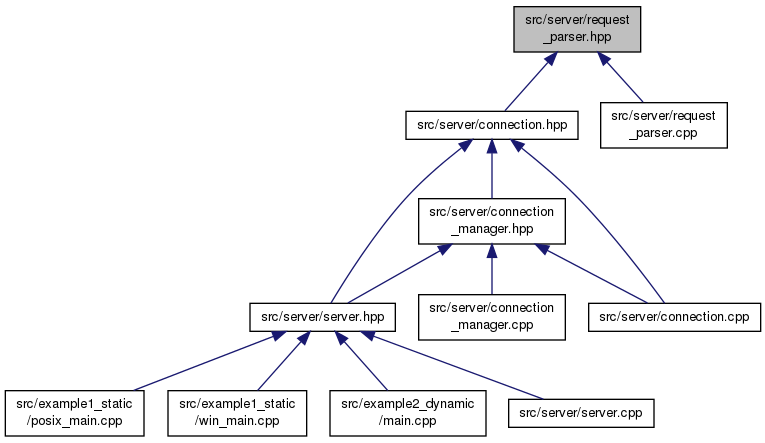 src/server/request
_parser.hpp
src/server/connection.hpp
src/server/request
_parser.cpp
src/server/connection
_manager.hpp
src/server/server.hpp
src/server/connection
_manager.cpp
src/server/connection.cpp
src/example1_static
/posix_main.cpp
src/example1_static
/win_main.cpp
src/example2_dynamic
/main.cpp
src/server/server.cpp